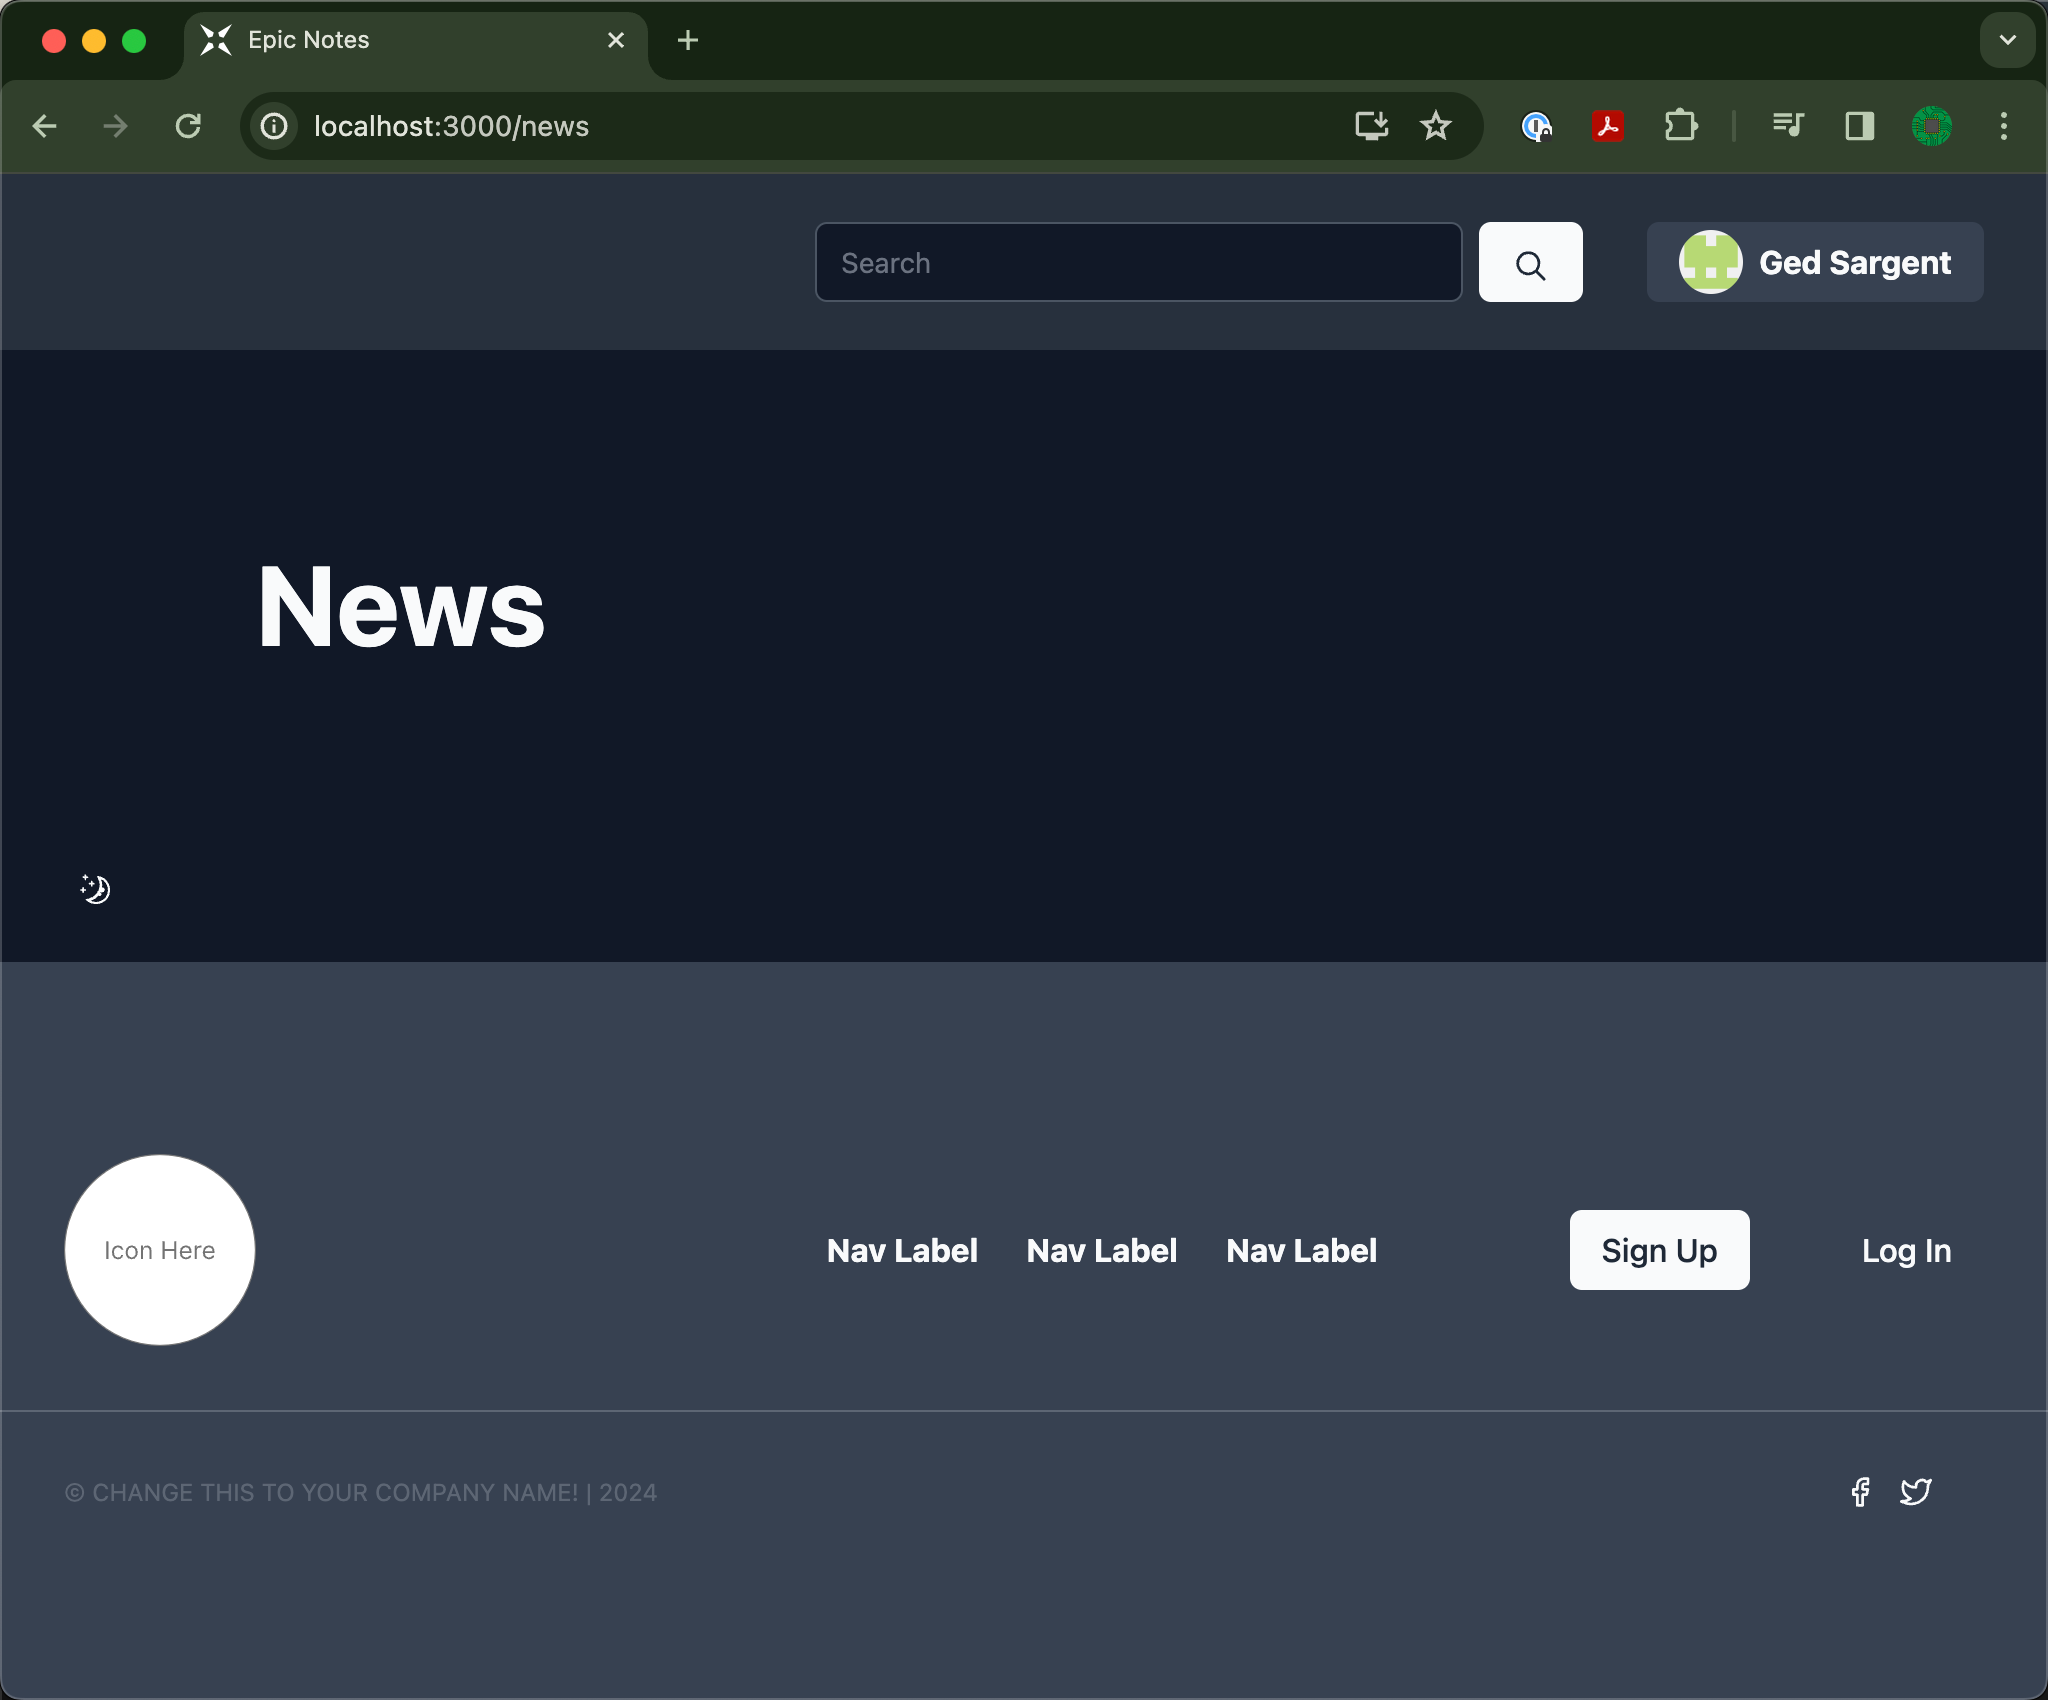 Epic Notes
localhost:3000/news
Search
Ged Sargent
News
Icon Here
Nav Label Nav Label Nav Label Sign Up Log In
© CHANGE THIS TO YOUR COMPANY NAME! | 2024